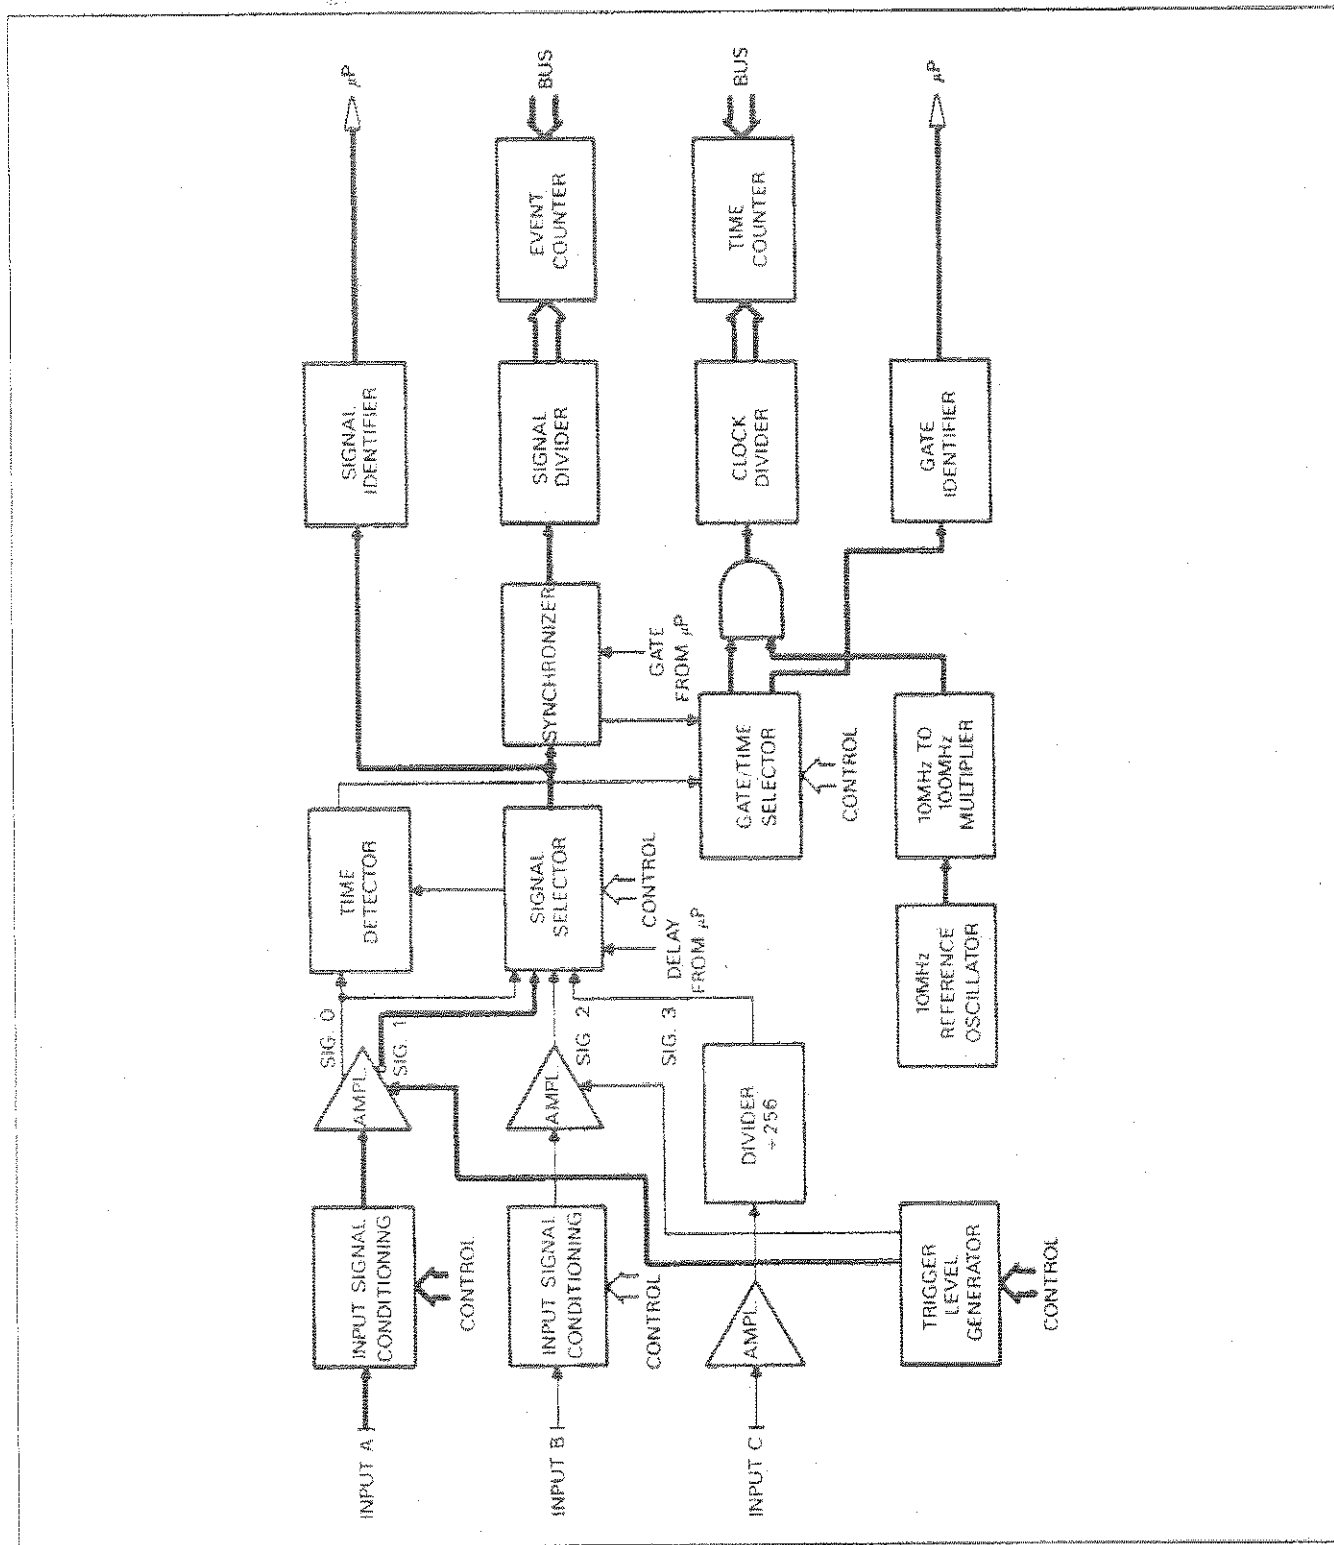 INPUT A
INPUT SIGNAL
CONDITIONING
CONTROL
AMPL.
SIG. 0
SIG. 1
TIME
DETECTOR
SIGNAL
IDENTIFIER
μP
INPUT B
INPUT SIGNAL
CONDITIONING
CONTROL
AMPL.
SIG. 2
SIGNAL
SELECTOR
CONTROL
DELAY
FROM μP
SYNCHRONIZER
GATE
FROM μP
SIGNAL
DIVIDER
EVENT
COUNTER
BUS
INPUT C
AMPL.
DIVIDER
÷256
SIG. 3
GATE/TIME
SELECTOR
CONTROL
CLOCK
DIVIDER
TIME
COUNTER
BUS
TRIGGER
LEVEL
GENERATOR
CONTROL
10MHz
REFERENCE
OSCILLATOR
10MHz TO
100MHz
MULTIPLIER
GATE
IDENTIFIER
μP